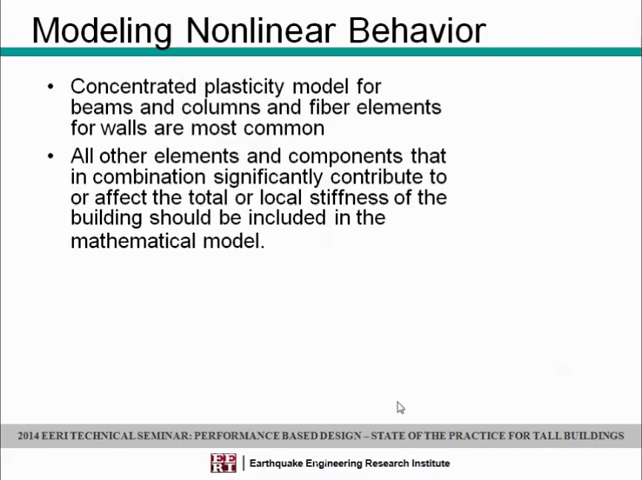 Modeling Nonlinear Behavior
• Concentrated plasticity model for
beams and columns and fiber elements
for walls are most common
• All other elements and components that
in combination significantly contribute to
or affect the total or local stiffness of the
building should be included in the
mathematical model.
2014 EERI TECHNICAL SEMINAR: PERFORMANCE BASED DESIGN – STATE OF THE PRACTICE FOR TALL BUILDINGS
EERI | Earthquake Engineering Research Institute